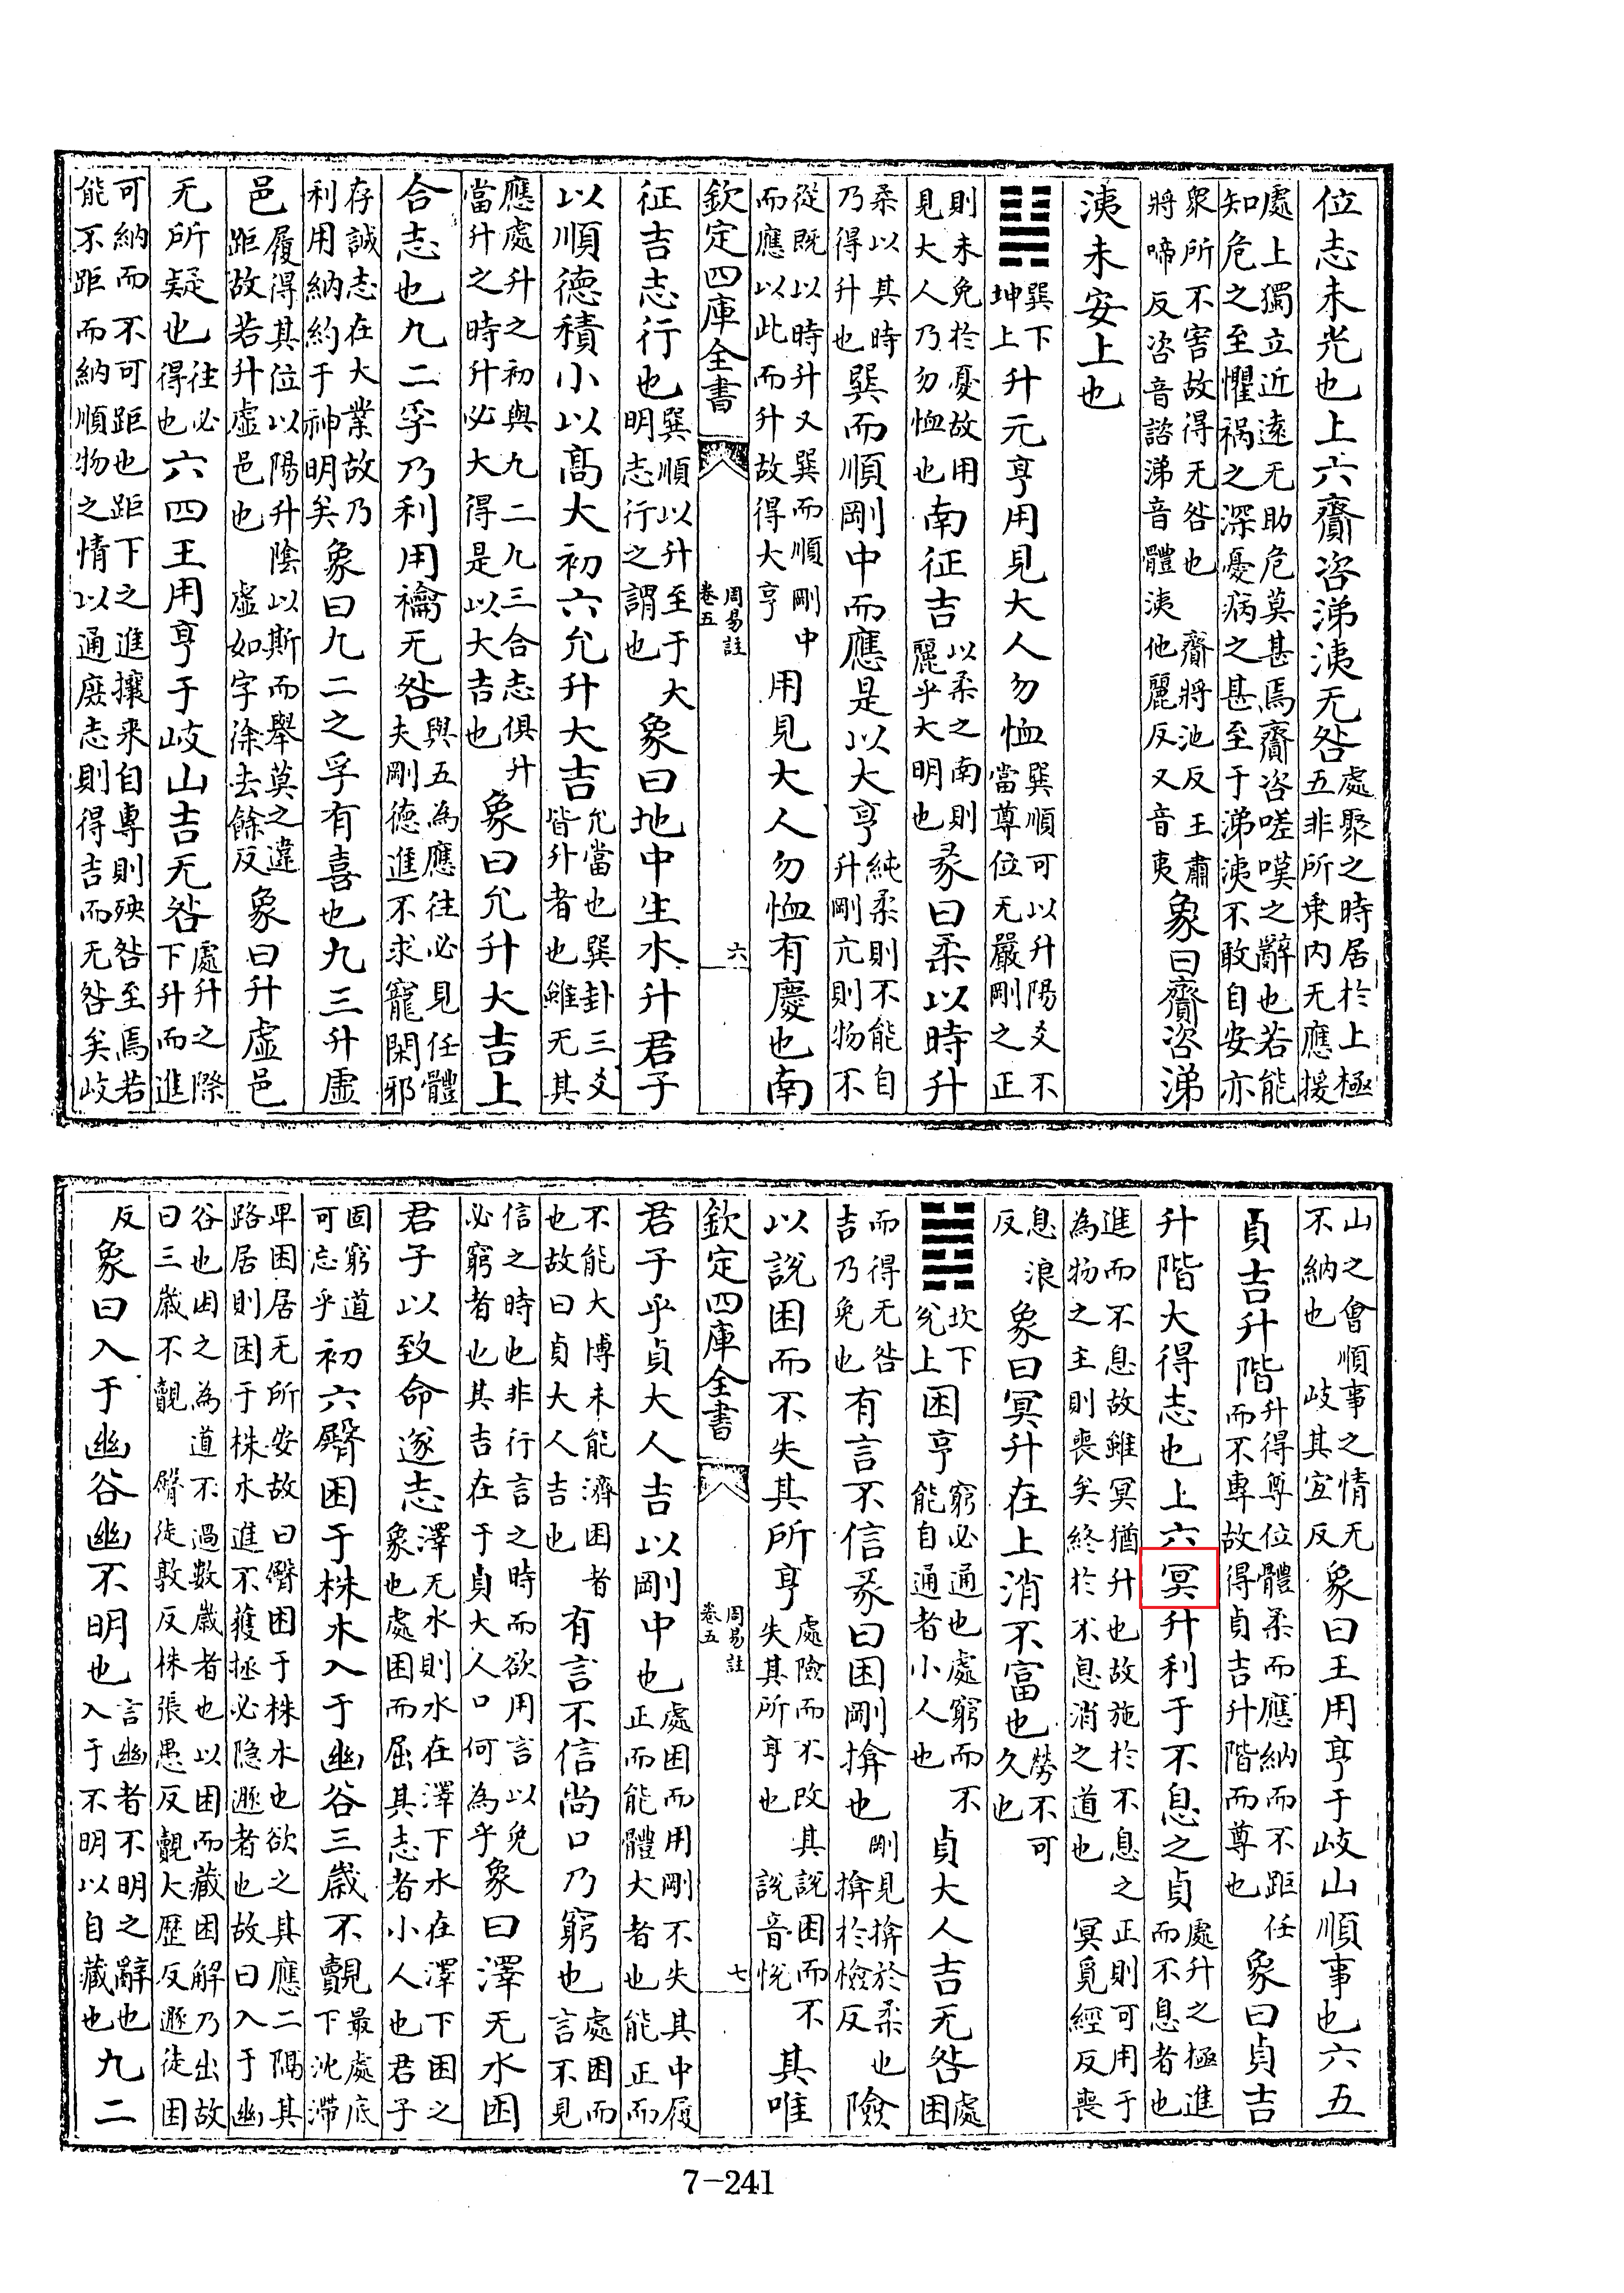 位志未光也上六齎咨涕洟无咎處聚之時居於上極五非所乗内无應援
處上獨立近遠无助危莫甚焉齎咨嗟嘆之辭也若能知危之至懼禍之深憂病之甚至于涕洟不敢自安亦
衆所不害故得无咎也齎將池反王肅將啼反咨音諮涕音體洟他麗反又音夷象曰齎咨涕
洟未安上也
䷭巽下坤上升元亨用見大人勿恤巽順可以升陽爻不當尊位无嚴剛之正
則未免於憂故用見大人乃勿恤也南征吉以柔之南則麗乎大明也彖曰柔以時升
柔以其時乃得升也巽而順剛中而應是以大亨純柔則不能自升剛亢則物不
從既以時升又巽而順剛中而應以此而升故得大亨用見大人勿恤有慶也南
欽定四庫全書 周易註 卷五 六
征吉志行也巽順以升至于大明志行之謂也象曰地中生木升君子
以順德積小以髙大初六允升大吉允當也巽卦三爻皆升者也雖无其
應處升之初與九二九三合志俱升當升之時升必大得是以大吉也象曰允升大吉上
合志也九二孚乃利用禴无咎與五為應往必見任體夫剛德進不求寵閑邪
存誠志在大業故乃利用納約于神明矣象曰九二之孚有喜也九三升虚
邑履得其位以陽升陰以斯而舉莫之違距故若升虚邑也虚如字徐去餘反象曰升虚邑
无所疑也往必得也六四王用亨于岐山吉无咎處升之際下升而進
可納而不可距也距下之進攘来自專則殃咎至焉若能不距而納順物之情以通庶志則得吉而无咎矣岐
山之會順事之情无不納也岐其宜反象曰王用亨于岐山順事也六五
貞吉升階升得尊位體柔而應納而不距任而不專故得貞吉升階而尊也象曰貞吉
升階大得志也上六冥升利于不息之貞處升之極進而不息者也
進而不息故雖冥猶升也故施於不息之正則可用于為物之主則喪矣終於不息消之道也冥覓經反喪
息浪反象曰冥升在上消不富也勞不可久也
䷮坎下兊上困亨窮必通也處窮而不能自通者小人也貞大人吉无咎處困
而得无咎吉乃免也有言不信彖曰困剛揜也剛見揜於柔也揜於檢反險
以說困而不失其所亨處險而不改其說困而不失其所亨也說音悦其唯
欽定四庫全書 周易註 卷五 七
君子乎貞大人吉以剛中也處困而用剛不失其中履正而能體大者也能正而
不能大博未能濟困者也故曰貞大人吉也有言不信尚口乃窮也處困而言不見
信之時也非行言之時而欲用言以免必窮者也其吉在于貞大人口何為乎象曰澤无水困
君子以致命遂志澤无水則水在澤下水在澤下困之象也處困而屈其志者小人也君子
固窮道可忘乎初六臀困于株木入于幽谷三歲不覿最處底下沈滯
卑困居无所安故曰臀困于株木也欲之其應二隔其路居則困于株木進不獲拯必隐遯者也故曰入于幽
谷也困之為道不過數歲者也以困而藏困解乃出故曰三歲不覿臀徒敦反株張愚反覿大歷反遯徒困
反象曰入于幽谷幽不明也言幽者不明之辭也入于不明以自藏也九二
7-241